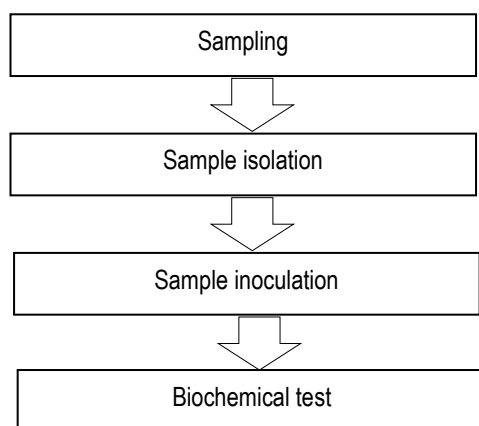 Sampling
Sample isolation
Sample inoculation
Biochemical test